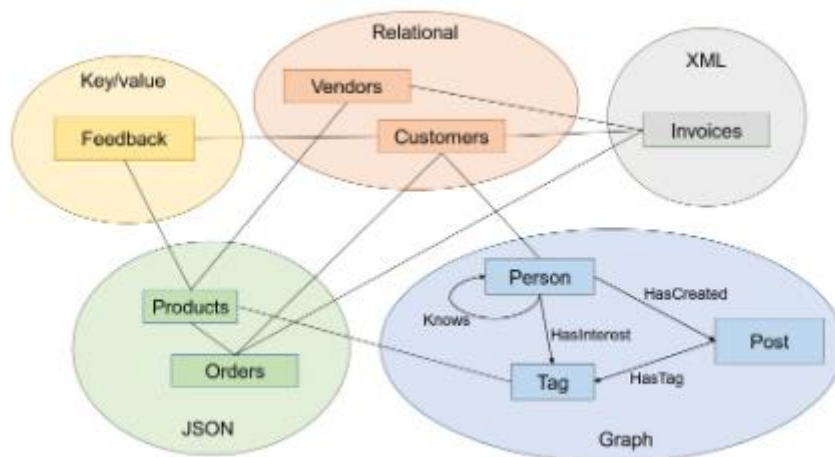 Relational
Key/value
XML
Vendors
Feedback
Customers
Invoices
Products
Person
HasCreated
Knows
HasInterest
Post
Orders
Tag
HasTag
JSON
Graph